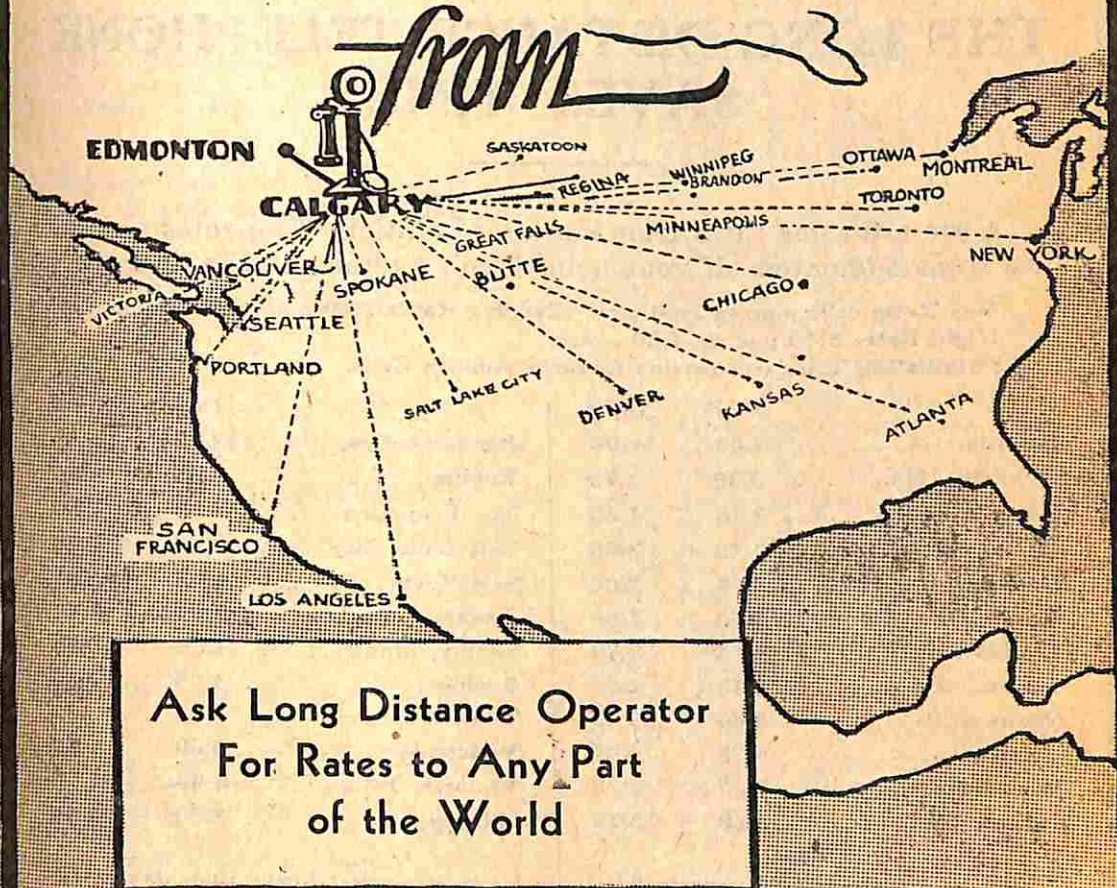 from
EDMONTON
CALGARY
SASKATOON
REGINA
WINNIPEG
BRANDON
OTTAWA
MONTREAL
TORONTO
GREAT FALLS
MINNEAPOLIS
NEW YORK
VANCOUVER
VICTORIA
SPOKANE
BUTTE
CHICAGO
SEATTLE
PORTLAND
SALT LAKE CITY
DENVER
KANSAS
ATLANTA
SAN
FRANCISCO
LOS ANGELES
Ask Long Distance Operator
For Rates to Any Part
of the World